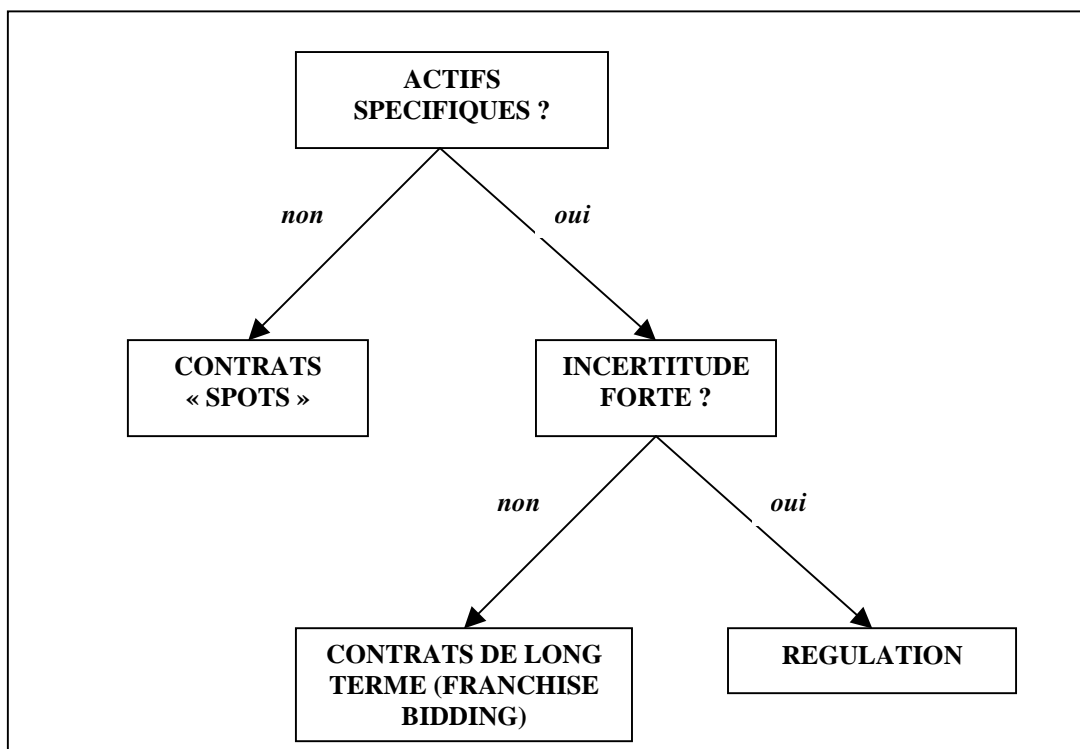 ACTIFS
SPECIFIQUES ?
non
oui
CONTRATS
« SPOTS »
INCERTITUDE
FORTE ?
non
oui
CONTRATS DE LONG
TERME (FRANCHISE
BIDDING)
REGULATION